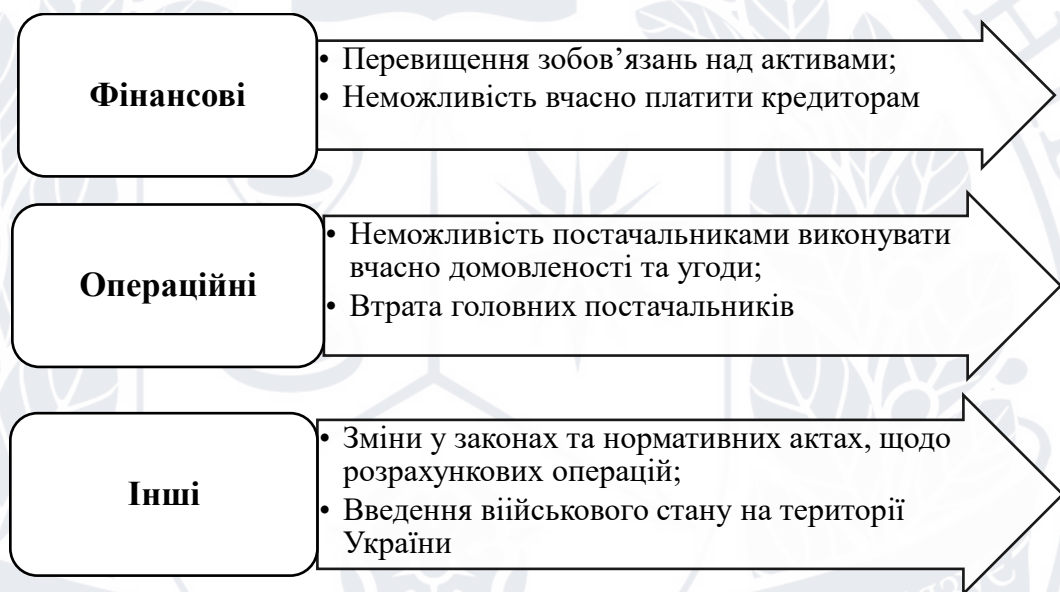 Фінансові
• Перевищення зобов’язань над активами;
• Неможливість вчасно платити кредиторам
Операційні
• Неможливість постачальниками виконувати
вчасно домовленості та угоди;
• Втрата головних постачальників
Інші
• Зміни у законах та нормативних актах, щодо
розрахункових операцій;
• Введення віійськового стану на території
України